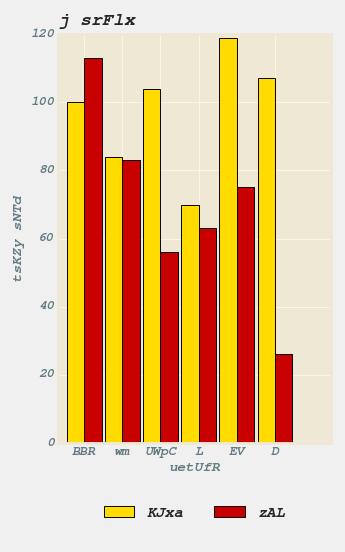 j srFlx
120
100
80
60
40
20
0
tsKZy sNTd
BBR wm UWpC L EV D
uetUfR
KJxa zAL